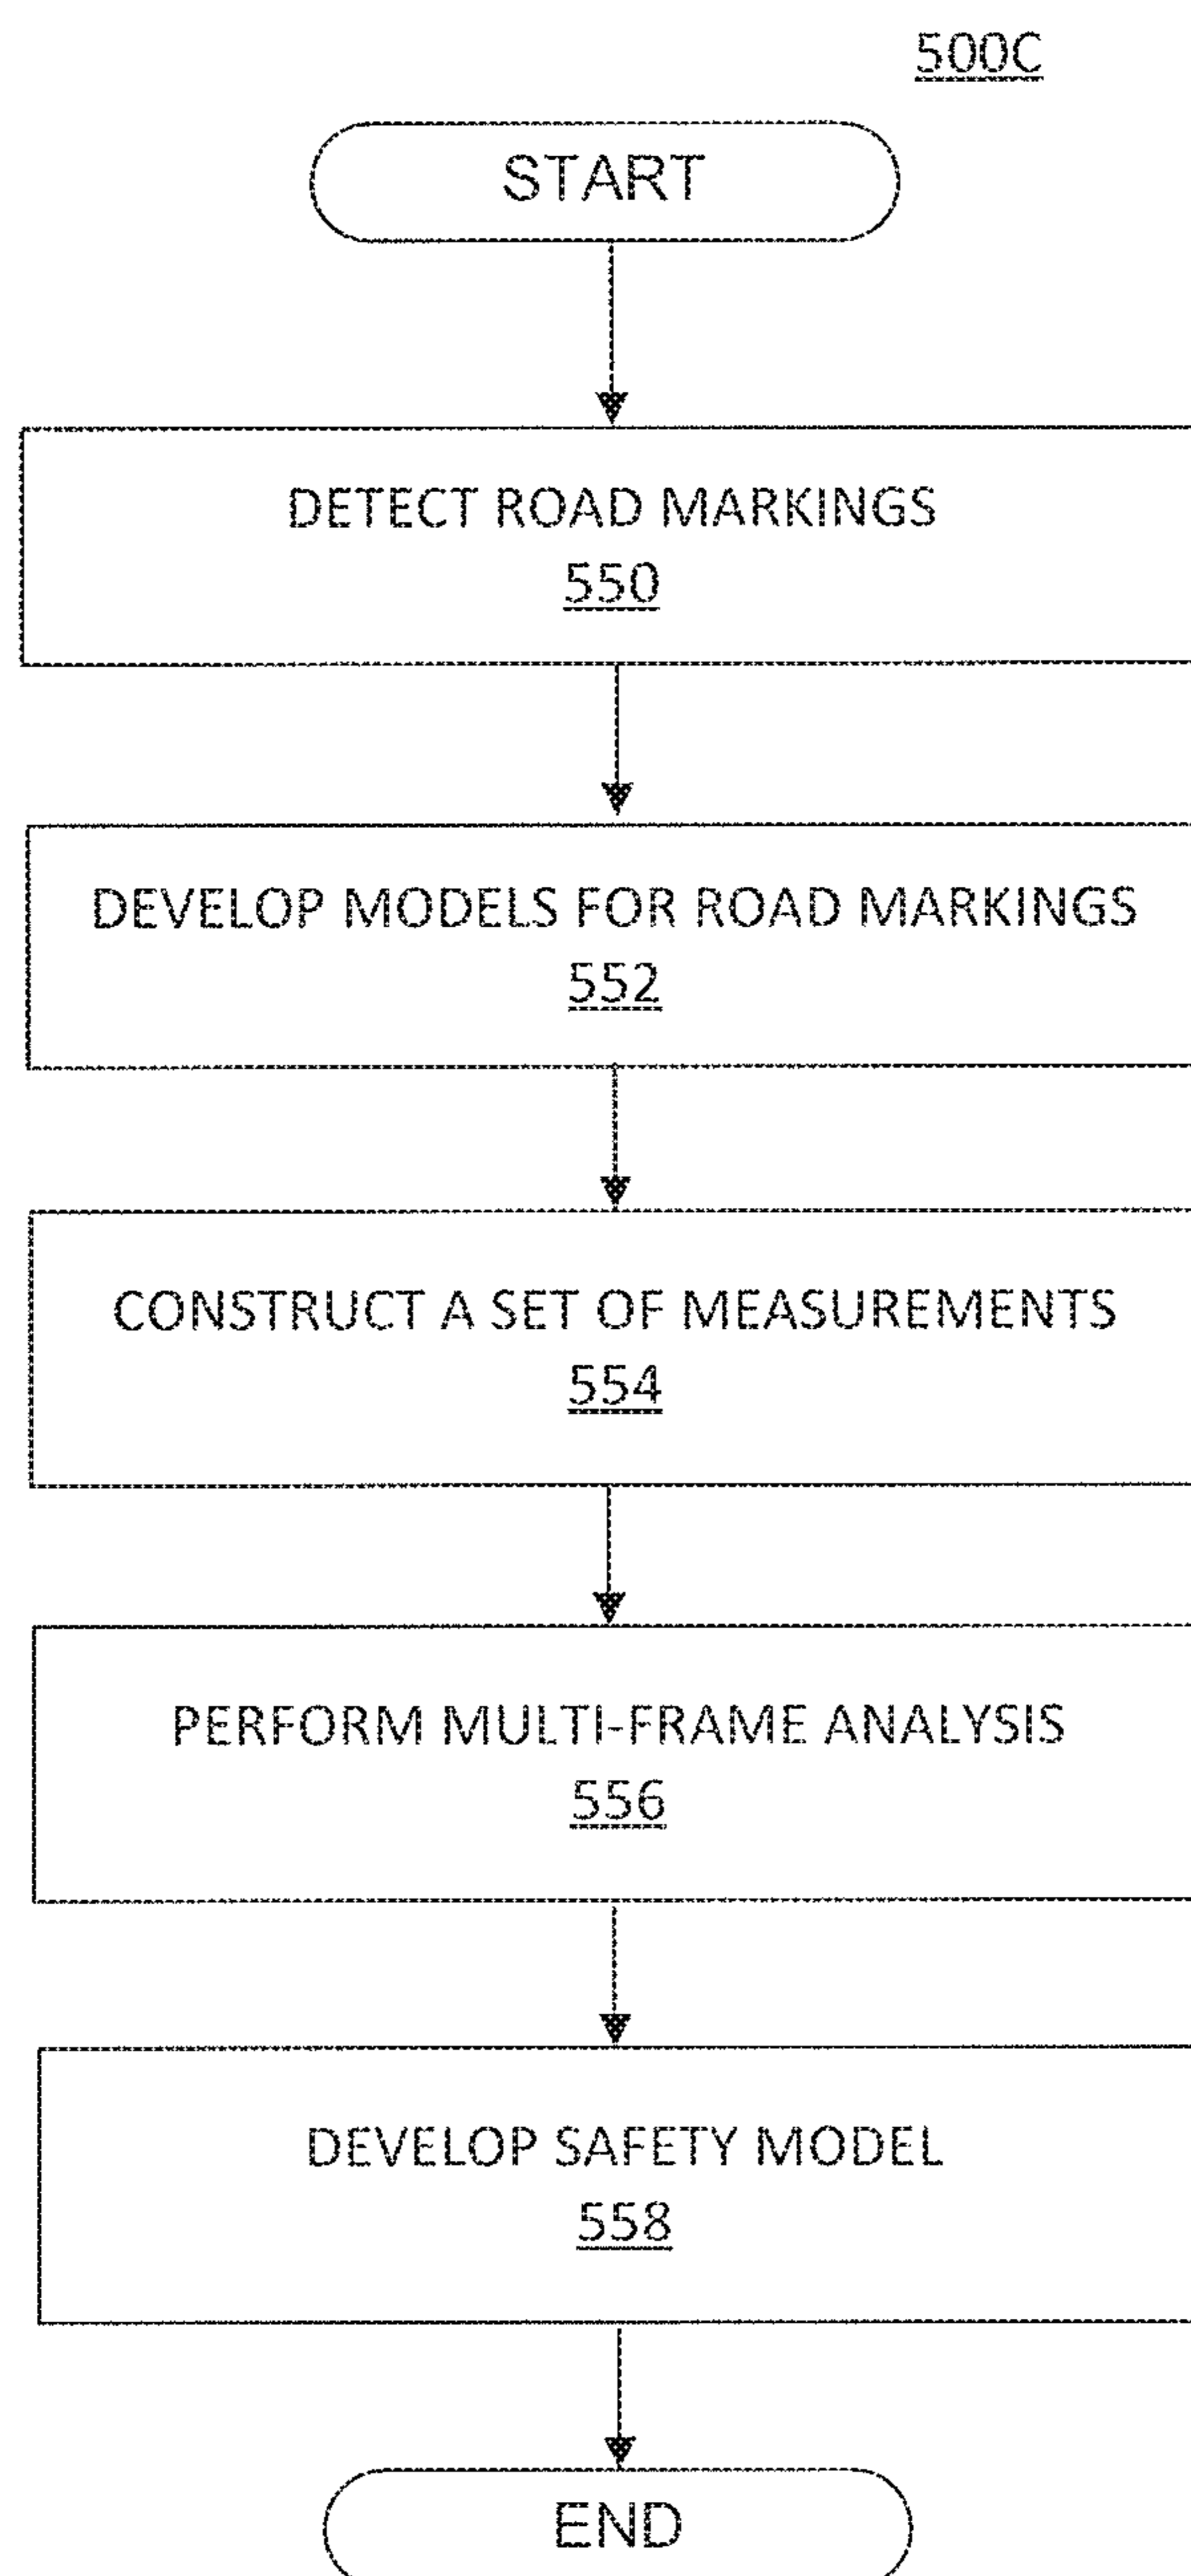 500C
START
DETECT ROAD MARKINGS
550
DEVELOP MODELS FOR ROAD MARKINGS
552
CONSTRUCT A SET OF MEASUREMENTS
554
PERFORM MULTI-FRAME ANALYSIS
556
DEVELOP SAFETY MODEL
558
END